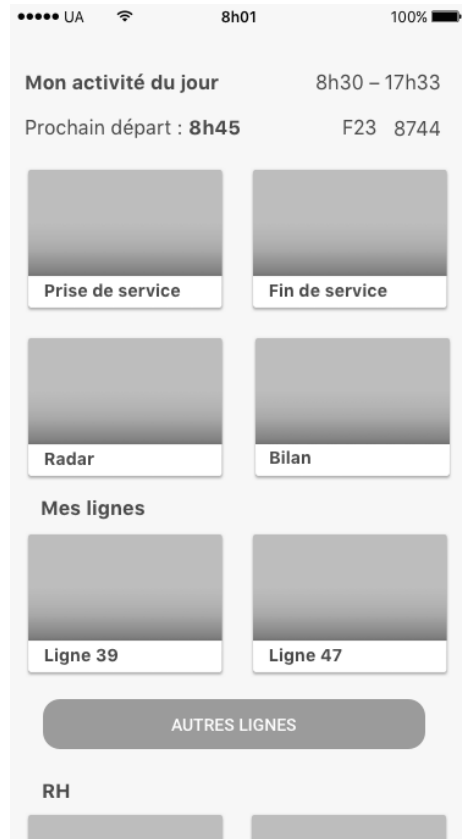 UA 8h01 100%
Mon activité du jour 8h30 – 17h33
Prochain départ : 8h45 F23 8744
Prise de service Fin de service
Radar Bilan
Mes lignes
Ligne 39 Ligne 47
AUTRES LIGNES
RH